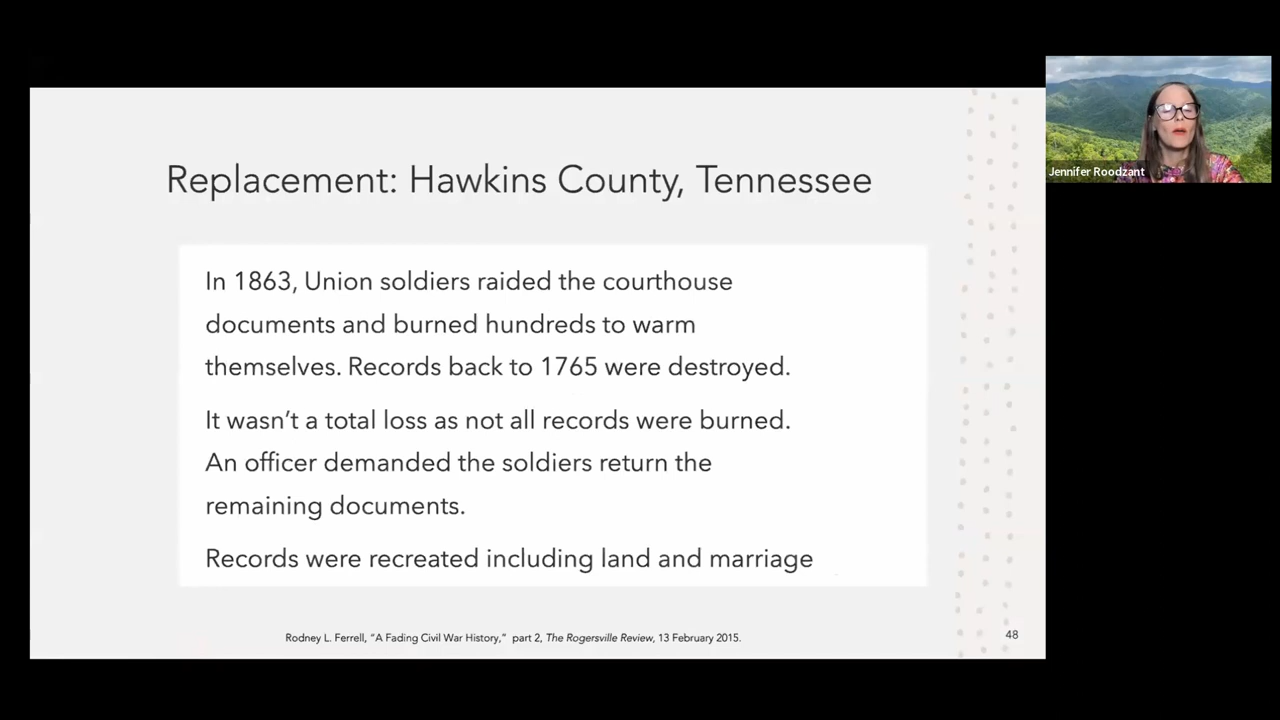 Replacement: Hawkins County, Tennessee
In 1863, Union soldiers raided the courthouse
documents and burned hundreds to warm
themselves. Records back to 1765 were destroyed.
It wasn’t a total loss as not all records were burned.
An officer demanded the soldiers return the
remaining documents.
Records were recreated including land and marriage
Rodney L. Ferrell, “A Fading Civil War History,” part 2, The Rogersville Review, 13 February 2015.
48
Jennifer Roodzant